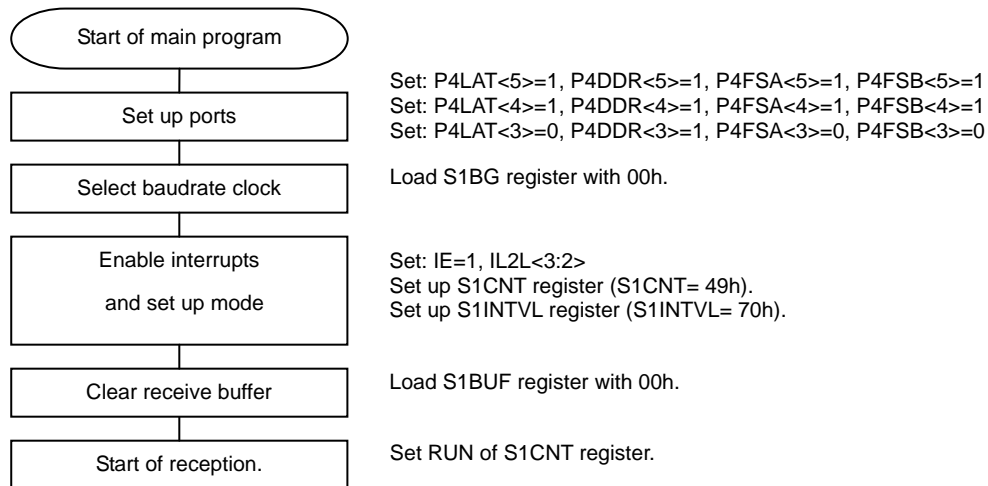 Start of main program
Set: P4LAT<5>=1, P4DDR<5>=1, P4FSA<5>=1, P4FSB<5>=1
Set up ports
Set: P4LAT<4>=1, P4DDR<4>=1, P4FSA<4>=1, P4FSB<4>=1
Set: P4LAT<3>=0, P4DDR<3>=1, P4FSA<3>=0, P4FSB<3>=0
Select baudrate clock
Load S1BG register with 00h.
Enable interrupts
and set up mode
Set: IE=1, IL2L<3:2>
Set up S1CNT register (S1CNT= 49h).
Set up S1INTVL register (S1INTVL= 70h).
Clear receive buffer
Load S1BUF register with 00h.
Start of reception.
Set RUN of S1CNT register.